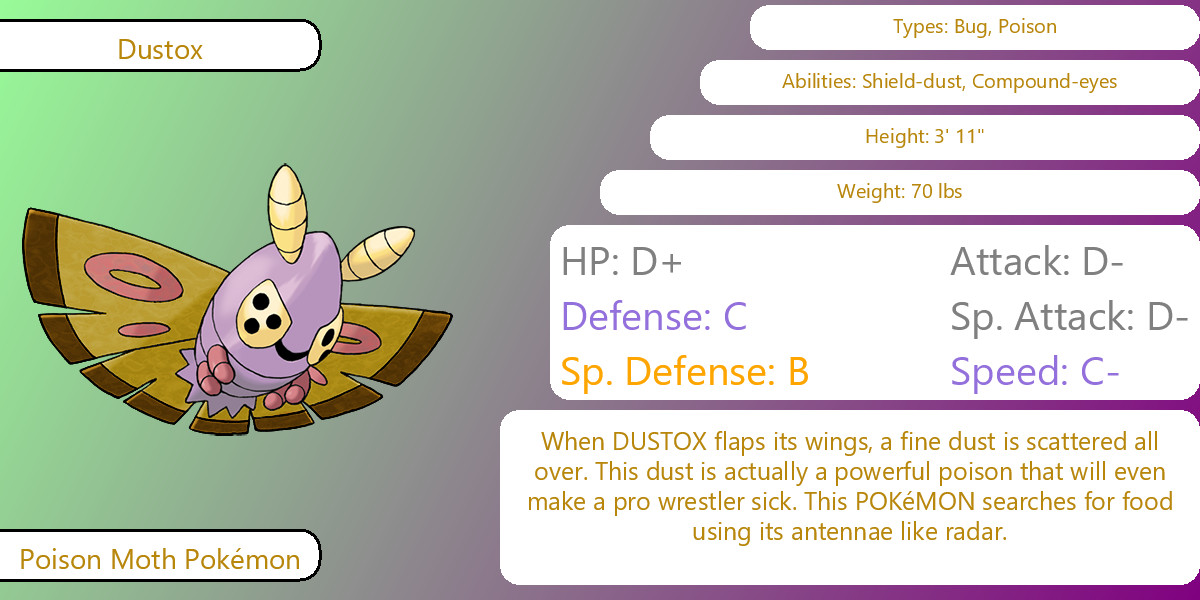 Dustox
Types: Bug, Poison
Abilities: Shield-dust, Compound-eyes
Height: 3' 11"
Weight: 70 lbs
HP: D+ Attack: D-
Defense: C Sp. Attack: D-
Sp. Defense: B Speed: C-
When DUSTOX flaps its wings, a fine dust is scattered all
over. This dust is actually a powerful poison that will even
make a pro wrestler sick. This POKéMON searches for food
using its antennae like radar.
Poison Moth Pokémon